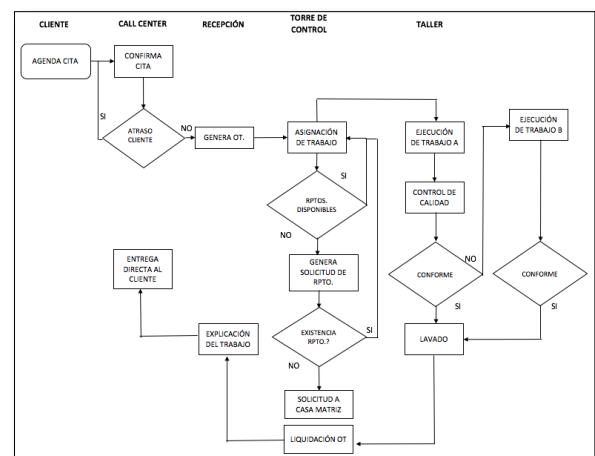 CLIENTE
CALL CENTER
RECEPCIÓN
TORRE DE
CONTROL
TALLER
AGENDA CITA
CONFIRMA
CITA
SI
ATRASO
CLIENTE
NO
GENERA OT.
ASIGNACIÓN
DE TRABAJO
SI
RPTOS.
DISPONIBLES
NO
GENERA
SOLICITUD DE
RPTO.
EXISTENCIA
RPTO.?
SI
NO
SOLICITUD A
CASA MATRIZ
LIQUIDACIÓN OT
EJECUCIÓN
DE TRABAJO A
CONTROL DE
CALIDAD
CONFORME
NO
SI
EJECUCIÓN
DE TRABAJO B
CONFORME
SI
LAVADO
EXPLICACIÓN
DEL TRABAJO
ENTREGA
DIRECTA AL
CLIENTE